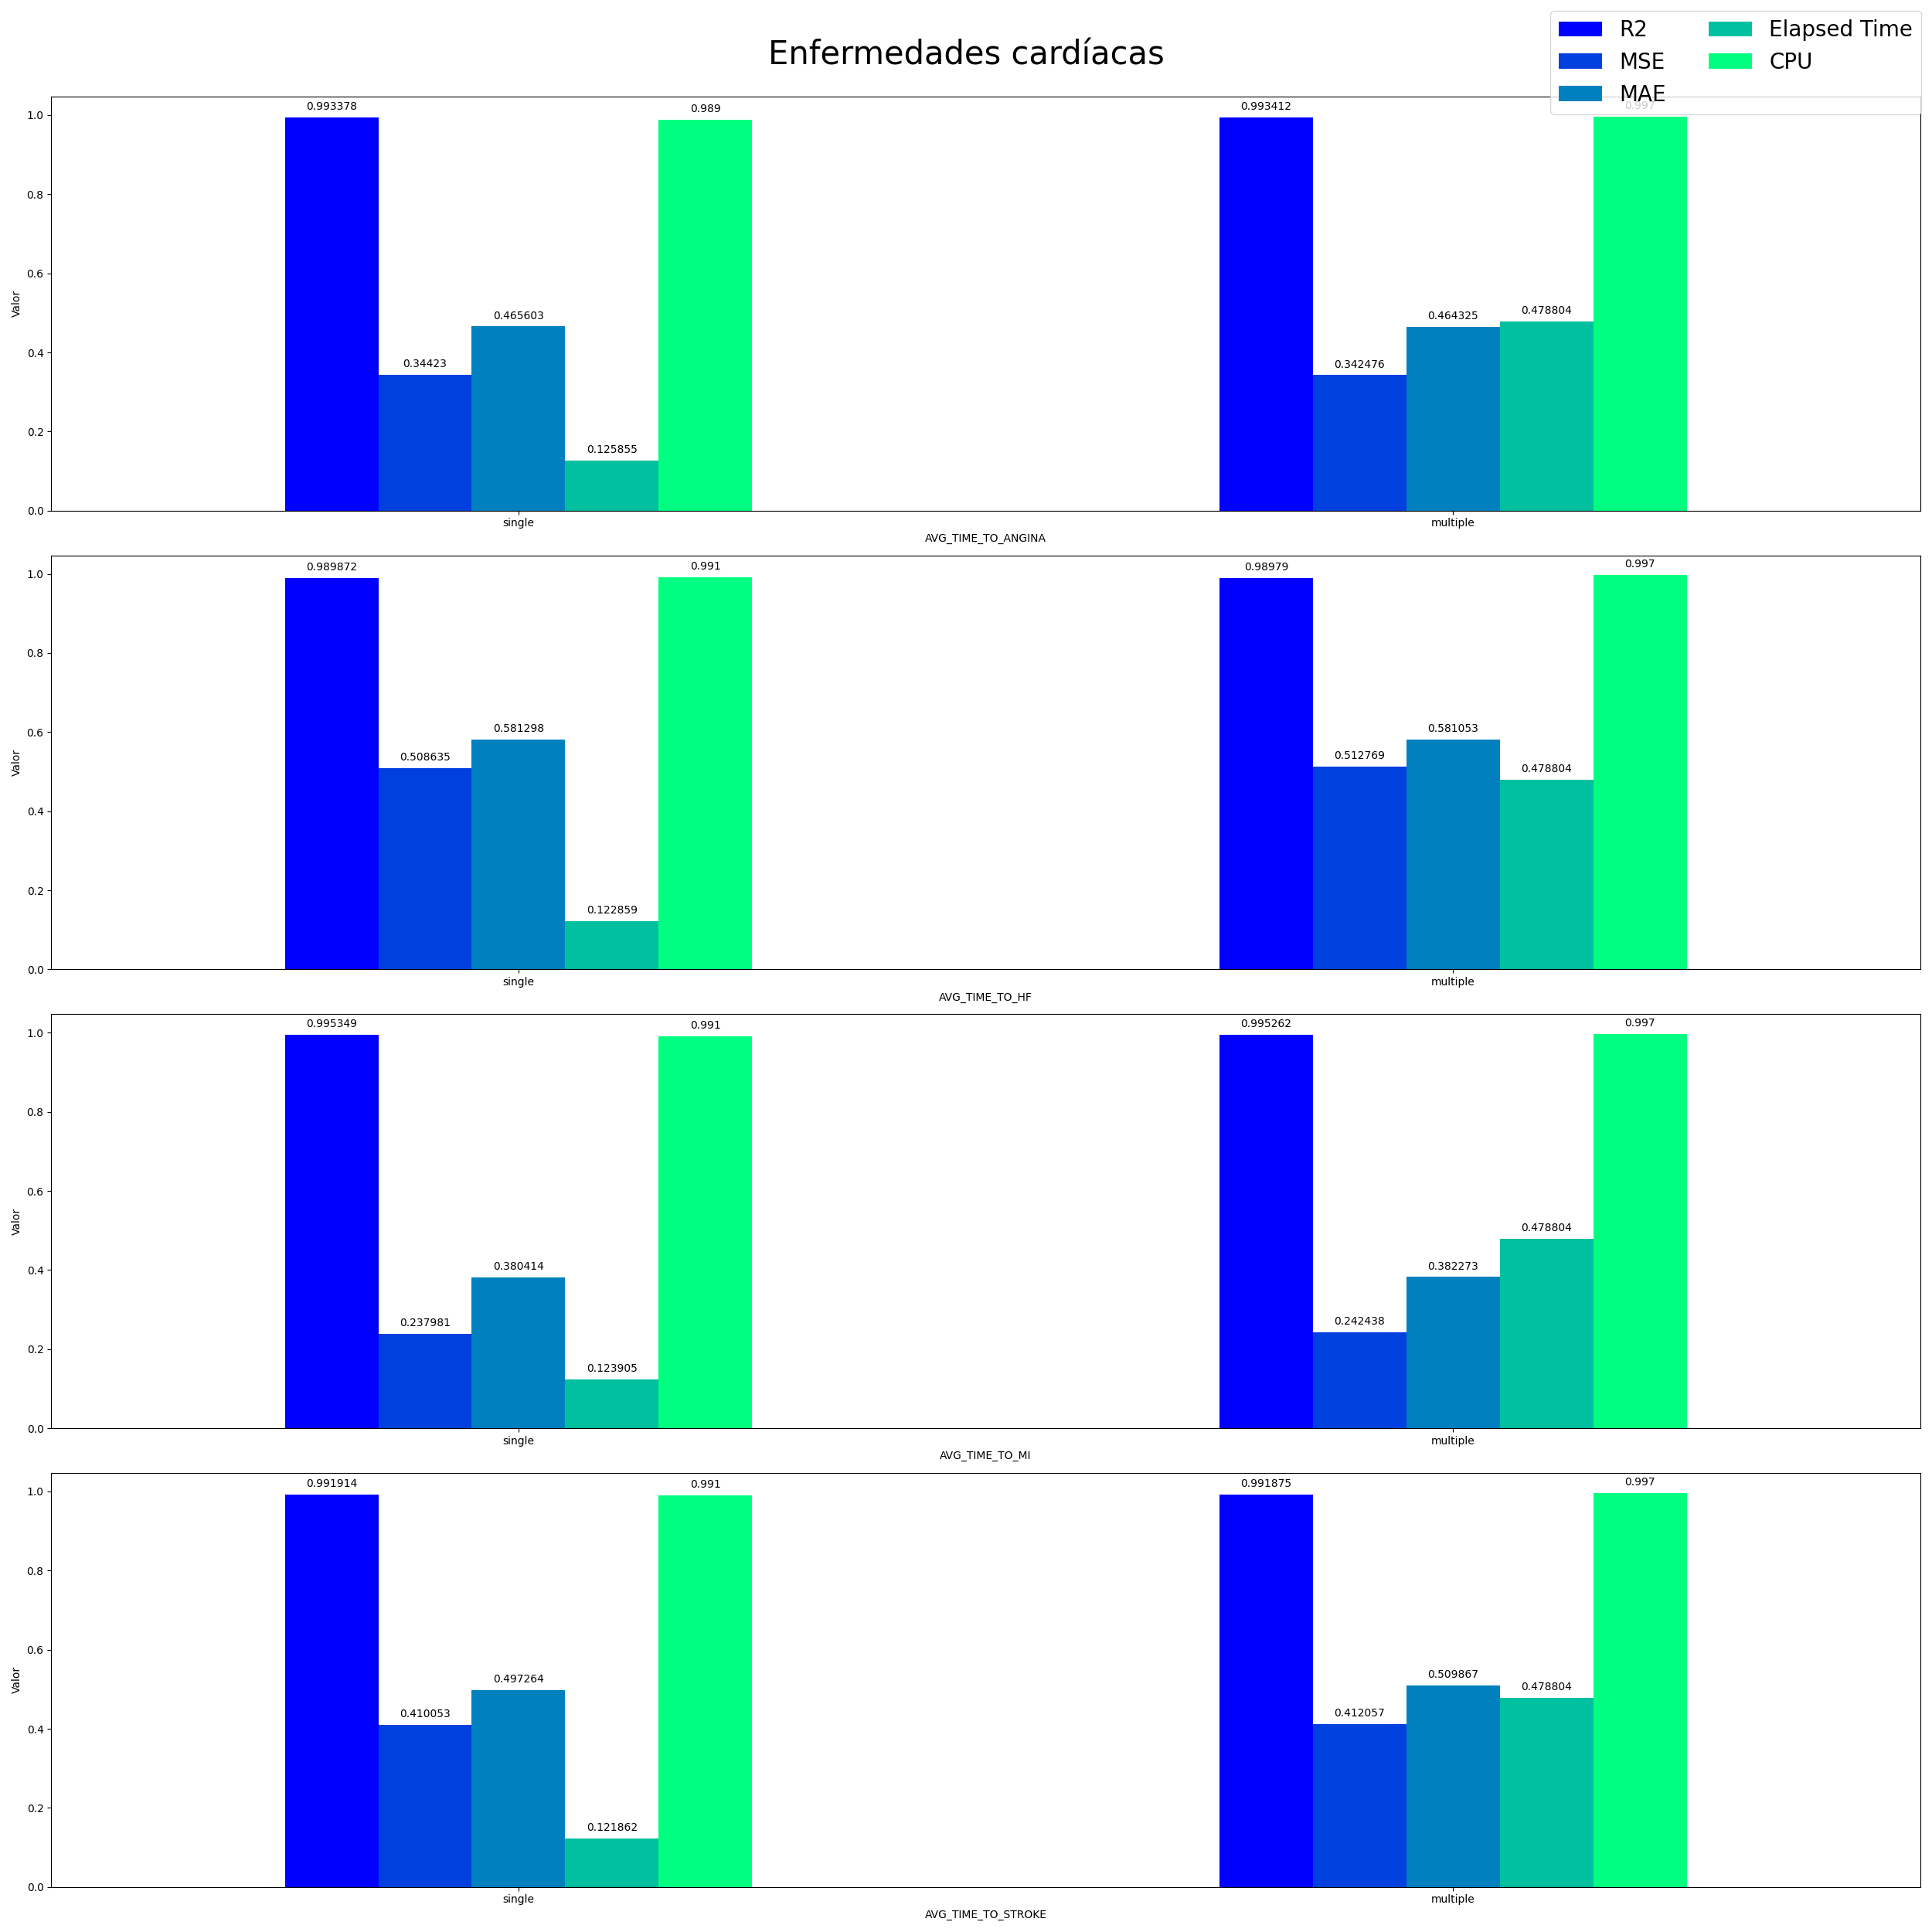 Enfermedades cardíacas
R2
MSE
MAE
Elapsed Time
CPU
Valor
1.0
0.8
0.6
0.4
0.2
0.0
0.993378
0.34423
0.465603
0.125855
0.989
0.993412
0.342476
0.464325
0.478804
0.997
single
multiple
AVG_TIME_TO_ANGINA
Valor
1.0
0.8
0.6
0.4
0.2
0.0
0.989872
0.508635
0.581298
0.122859
0.991
0.98979
0.512769
0.581053
0.478804
0.997
single
multiple
AVG_TIME_TO_HF
Valor
1.0
0.8
0.6
0.4
0.2
0.0
0.995349
0.237981
0.380414
0.123905
0.991
0.995262
0.242438
0.382273
0.478804
0.997
single
multiple
AVG_TIME_TO_MI
Valor
1.0
0.8
0.6
0.4
0.2
0.0
0.991914
0.410053
0.497264
0.121862
0.991
0.991875
0.412057
0.509867
0.478804
0.997
single
multiple
AVG_TIME_TO_STROKE